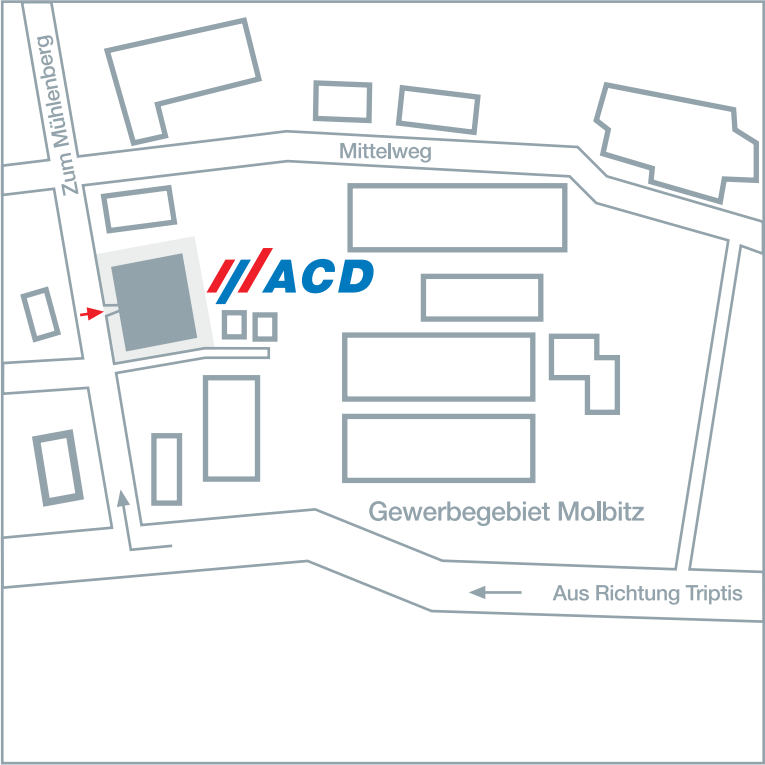 Zum Mühlenberg
Mittelweg
ACD
Gewerbegebiet Molbitz
Aus Richtung Triptis